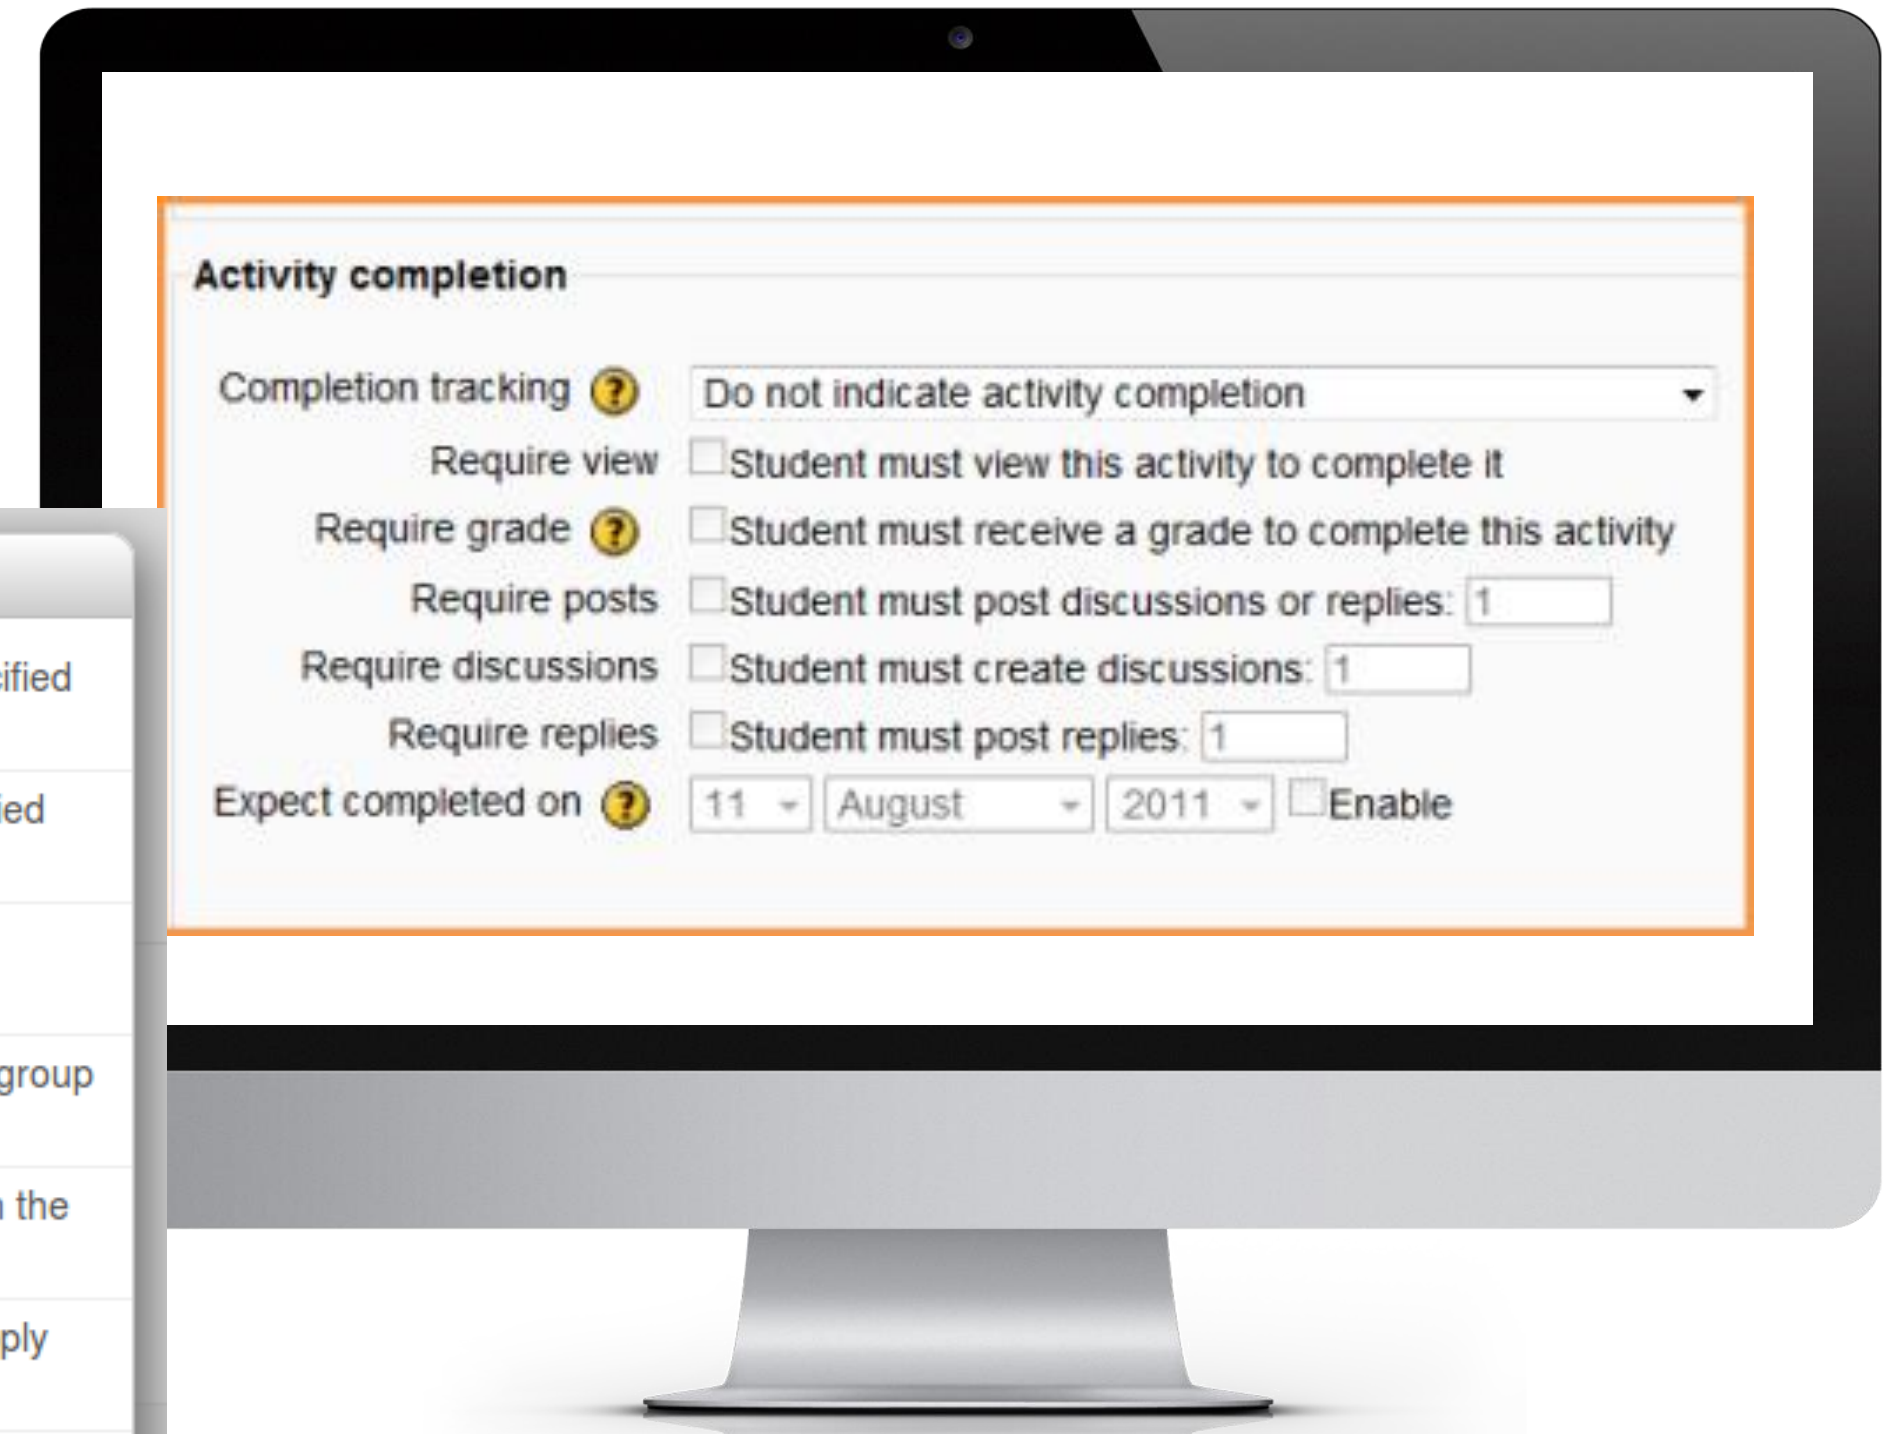 Activity completion
Completion tracking ? Do not indicate activity completion
Require view Student must view this activity to complete it
Require grade ? Student must receive a grade to complete this activity
Require posts Student must post discussions or replies: 1
Require discussions Student must create discussions: 1
Require replies Student must post replies: 1
Expect completed on ? 11 August 2011 Enable
group
the